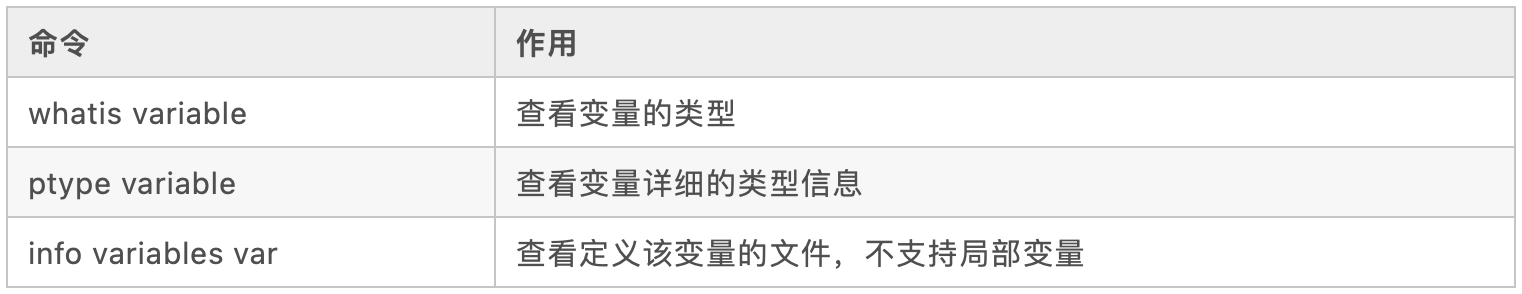 命令 作用
whatis variable 查看变量的类型
ptype variable 查看变量详细的类型信息
info variables var 查看定义该变量的文件，不支持局部变量